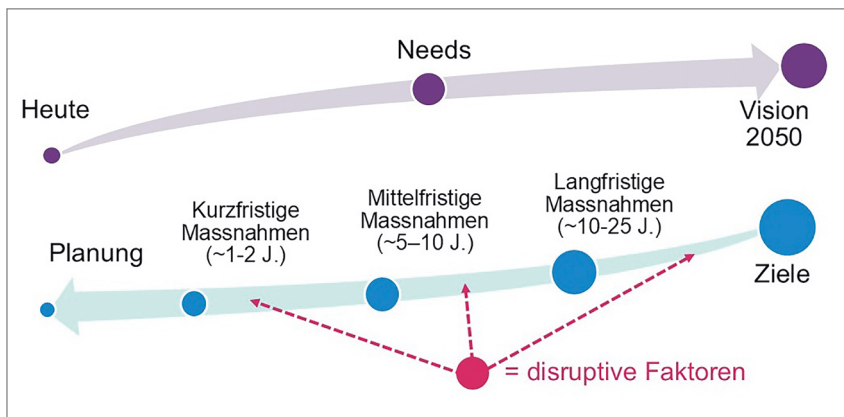 Needs
Heute
Vision
2050
Kurzfristige
Massnahmen
(~1-2 J.)
Mittelfristige
Massnahmen
(~5–10 J.)
Langfristige
Massnahmen
(~10-25 J.)
Planung
Ziele
= disruptive Faktoren